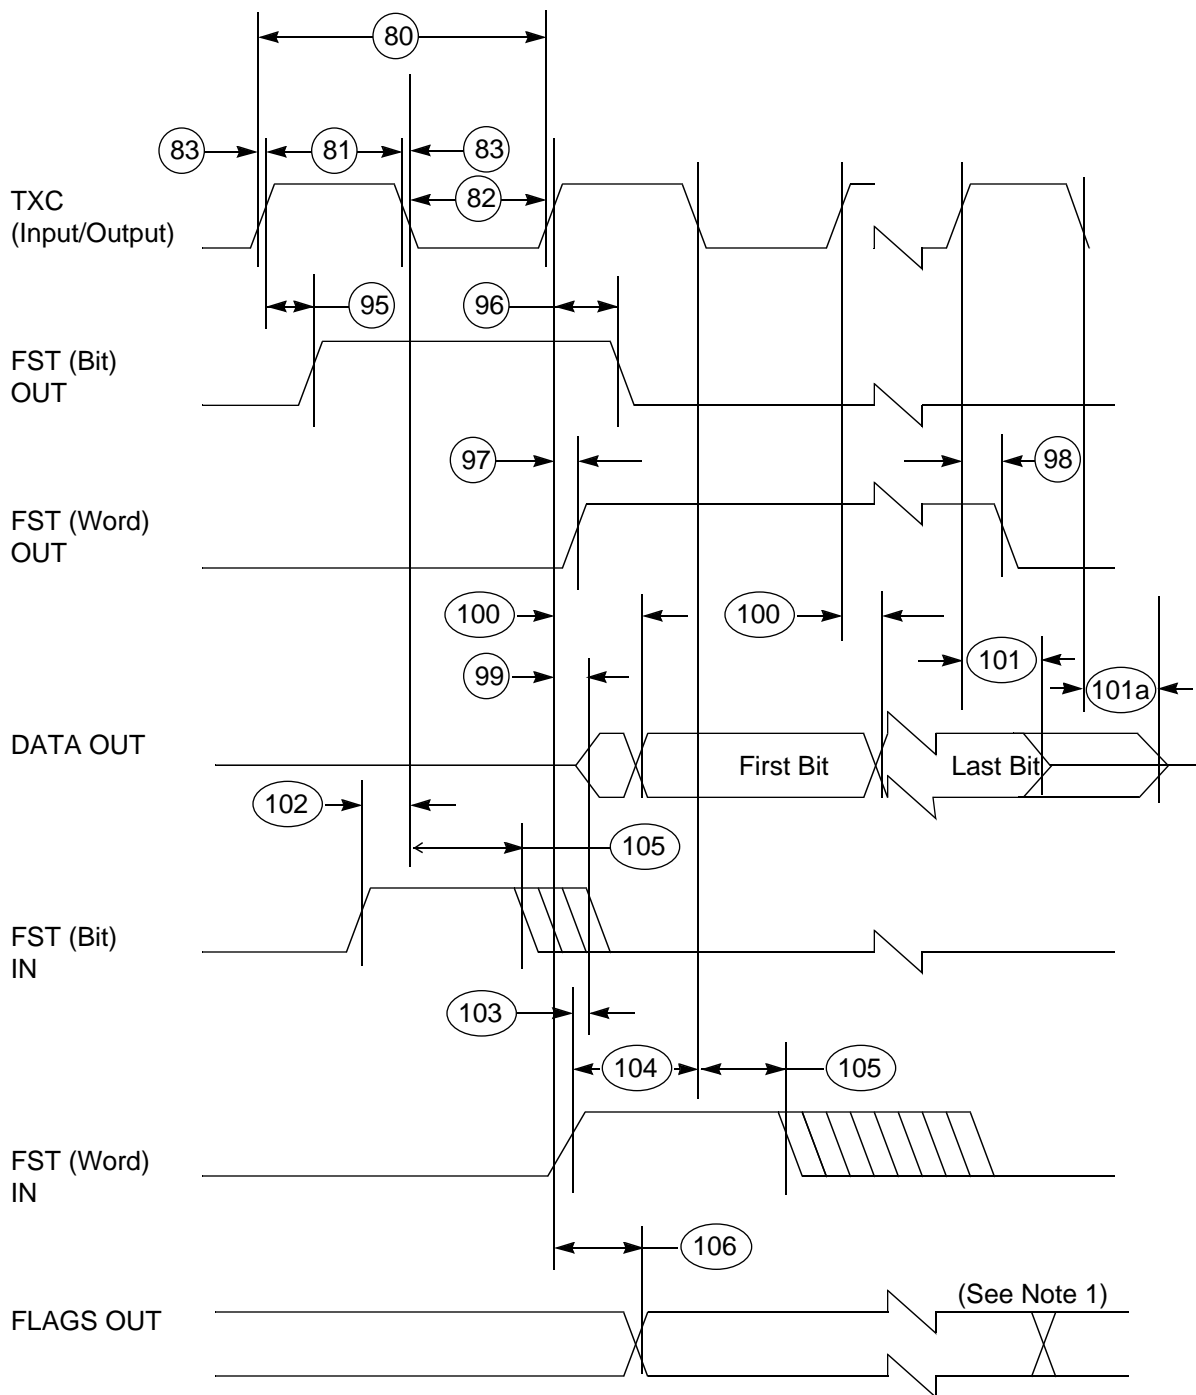 80
83
81
83
82
TXC
(Input/Output)
95
96
FST (Bit)
OUT
97
98
FST (Word)
OUT
100
100
99
101
101a
DATA OUT
First Bit
Last Bit
102
105
FST (Bit)
IN
103
104
105
FST (Word)
IN
106
(See Note 1)
FLAGS OUT